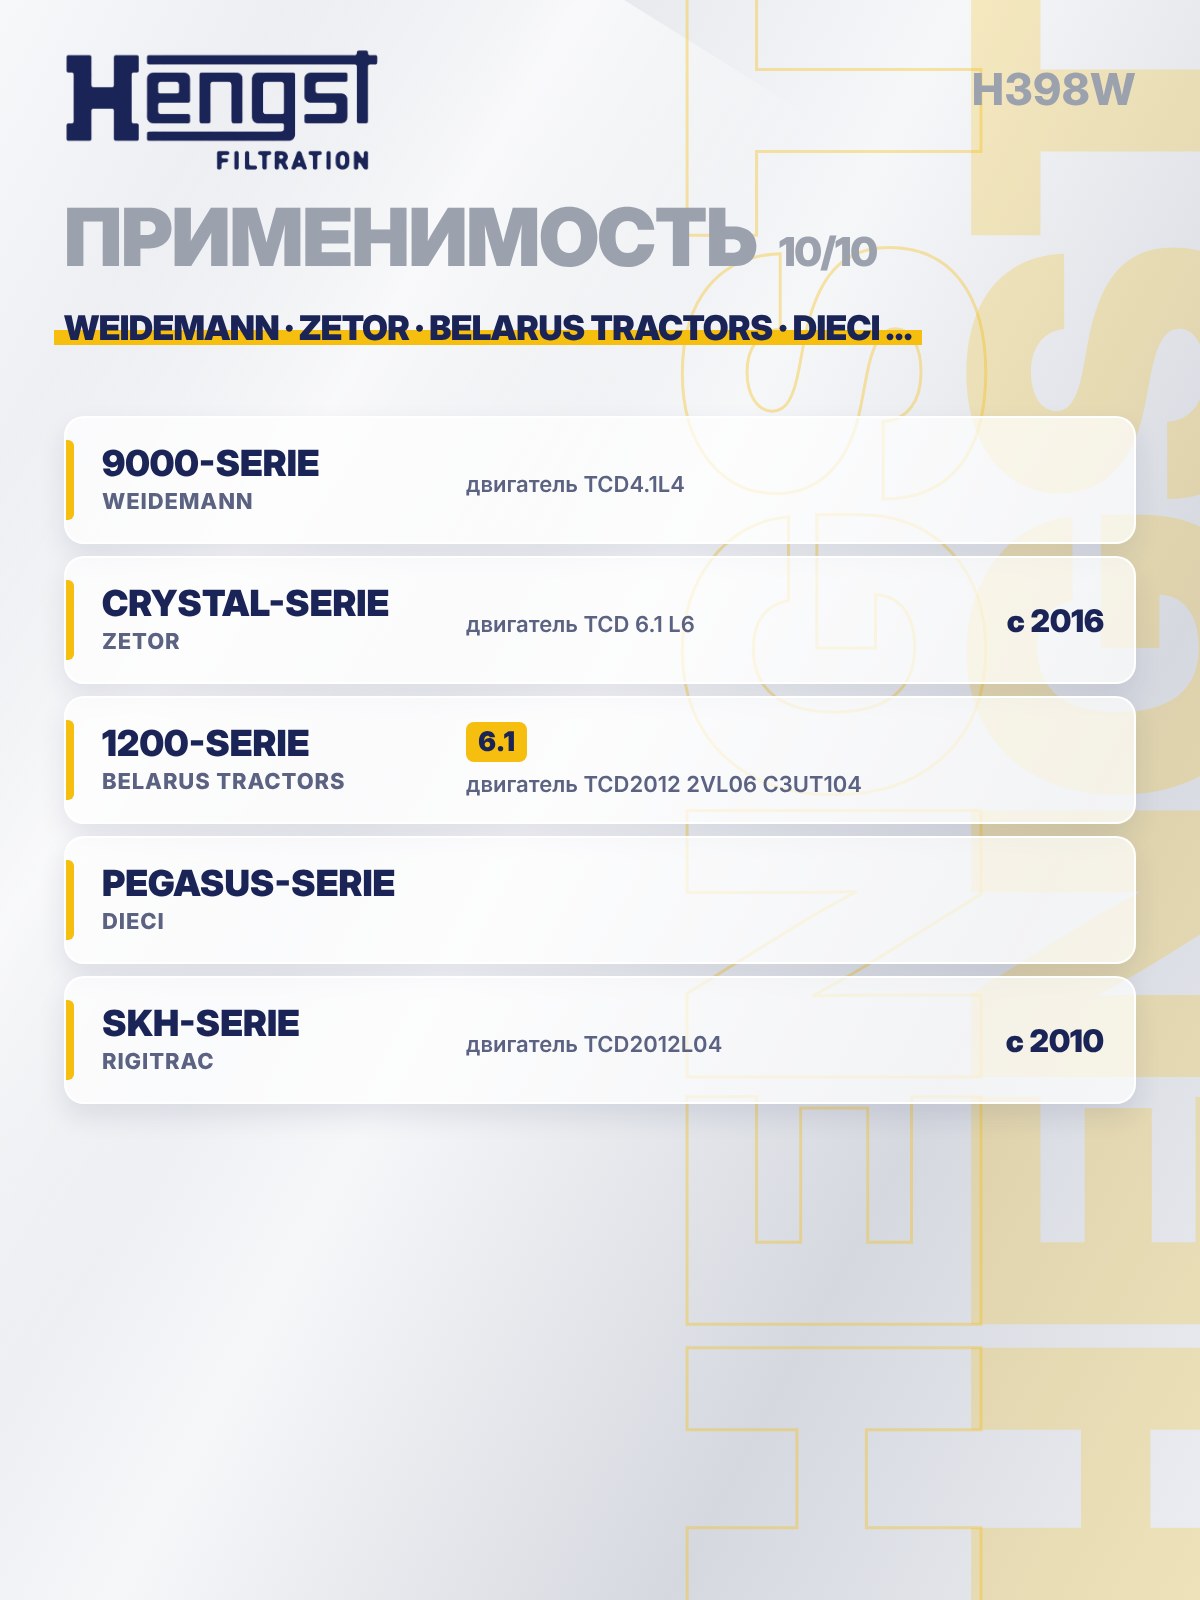 Hengst
FILTRATION
H398W
ПРИМЕНИМОСТЬ 10/10
WEIDEMANN · ZETOR · BELARUS TRACTORS · DIECI ...
9000-SERIE
WEIDEMANN
двигатель TCD4.1L4
CRYSTAL-SERIE
ZETOR
двигатель TCD 6.1 L6
с 2016
1200-SERIE
BELARUS TRACTORS
6.1
двигатель TCD2012 2VL06 C3UT104
PEGASUS-SERIE
DIECI
SKH-SERIE
RIGITRAC
двигатель TCD2012L04
с 2010
HENGST
HENGST